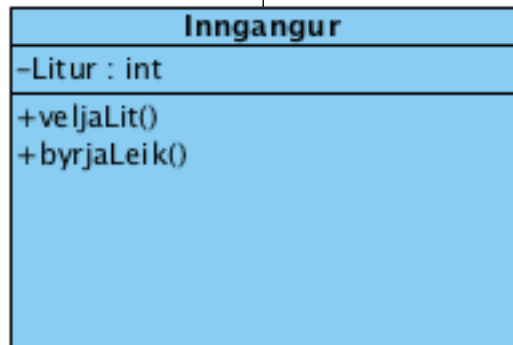 Inngangur
-Litur : int
+veljaLit()
+byrjaLeik()